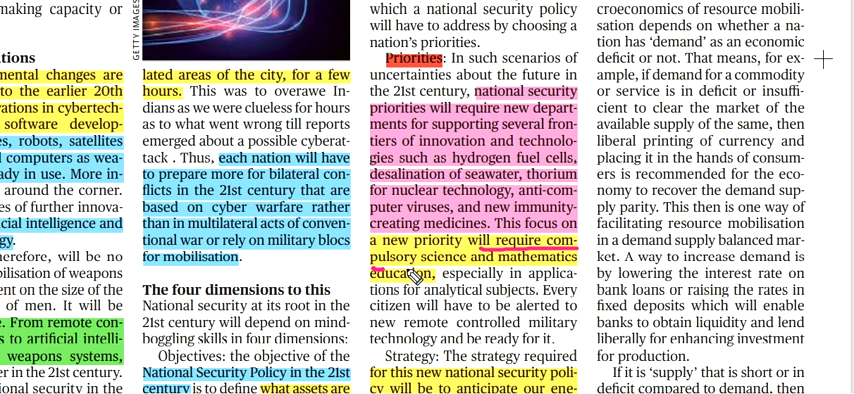 making capacity or
ations
mental changes are
to the earlier 20th
vations in cybertech-
software develop-
es, robots, satellites
d computers as wea-
ady in use. More in-
around the corner.
es of further innova-
icial intelligence and
gy.
erefore, will be no
bilisation of weapons
ent on the size of the
of men. It will be
e. From remote con-
s to artificial intelli-
weapons systems,
er in the 21st century.
ional security in the
GETTY IMAGES
lated areas of the city, for a few
hours. This was to overawe In-
dians as we were clueless for hours
as to what went wrong till reports
emerged about a possible cyberat-
tack . Thus, each nation will have
to prepare more for bilateral con-
flicts in the 21st century that are
based on cyber warfare rather
than in multilateral acts of conven-
tional war or rely on military blocs
for mobilisation.
The four dimensions to this
National security at its root in the
21st century will depend on mind-
boggling skills in four dimensions:
Objectives: the objective of the
National Security Policy in the 21st
century is to define what assets are
which a national security policy
will have to address by choosing a
nation's priorities.
Priorities: In such scenarios of
uncertainties about the future in
the 21st century, national security
priorities will require new depart-
ments for supporting several fron-
tiers of innovation and technolo-
gies such as hydrogen fuel cells,
desalination of seawater, thorium
for nuclear technology, anti-com-
puter viruses, and new immunity-
creating medicines. This focus on
a new priority will require com-
pulsory science and mathematics
education, especially in applica-
tions for analytical subjects. Every
citizen will have to be alerted to
new remote controlled military
technology and be ready for it.
Strategy: The strategy required
for this new national security poli-
cy will be to anticipate our ene-
croeconomics of resource mobili-
sation depends on whether a na-
tion has 'demand' as an economic
deficit or not. That means, for ex-
ample, if demand for a commodity
or service is in deficit or insuffi-
cient to clear the market of the
available supply of the same, then
liberal printing of currency and
placing it in the hands of consum-
ers is recommended for the eco-
nomy to recover the demand sup-
ply parity. This then is one way of
facilitating resource mobilisation
in a demand supply balanced mar-
ket. A way to increase demand is
by lowering the interest rate on
bank loans or raising the rates in
fixed deposits which will enable
banks to obtain liquidity and lend
liberally for enhancing investment
for production.
If it is 'supply' that is short or in
deficit compared to demand, then